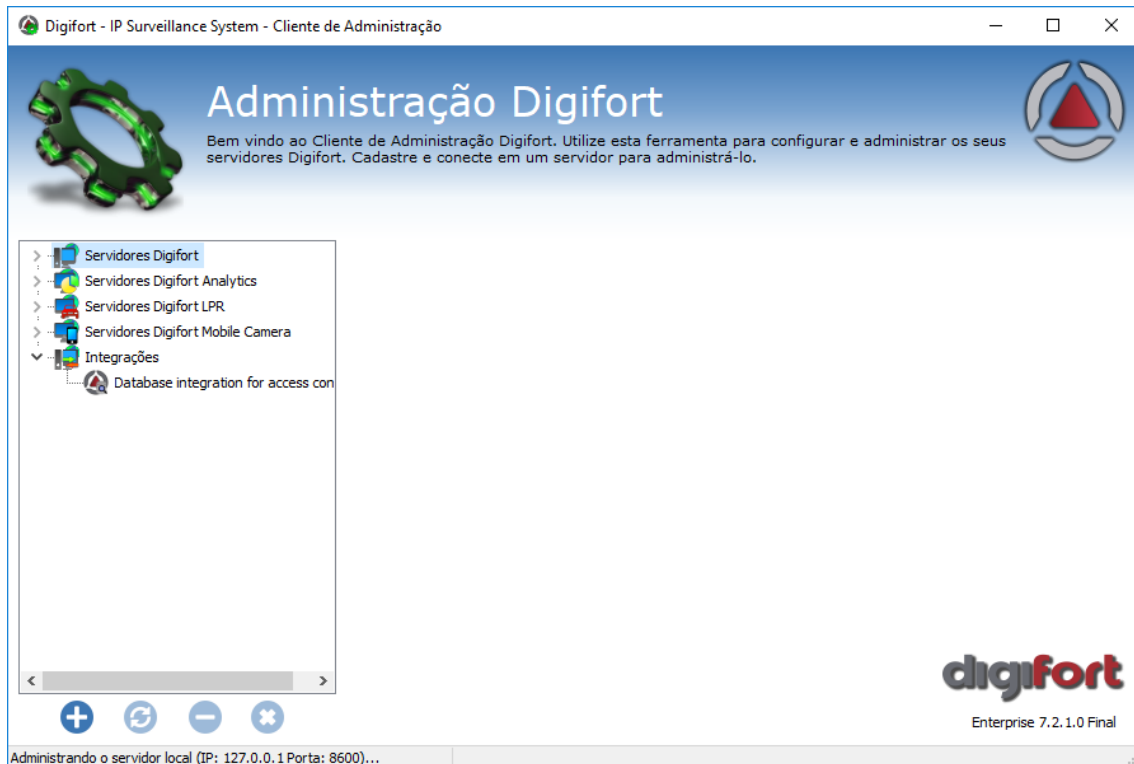 Digifort - IP Surveillance System - Cliente de Administração
Administração Digifort
Bem vindo ao Cliente de Administração Digifort. Utilize esta ferramenta para configurar e administrar os seus
servidores Digifort. Cadastre e conecte em um servidor para administrá-lo.
Servidores Digifort
Servidores Digifort Analytics
Servidores Digifort LPR
Servidores Digifort Mobile Camera
Integrações
Database integration for access con
digifort
Enterprise 7.2.1.0 Final
Administrando o servidor local (IP: 127.0.0.1 Porta: 8600)...